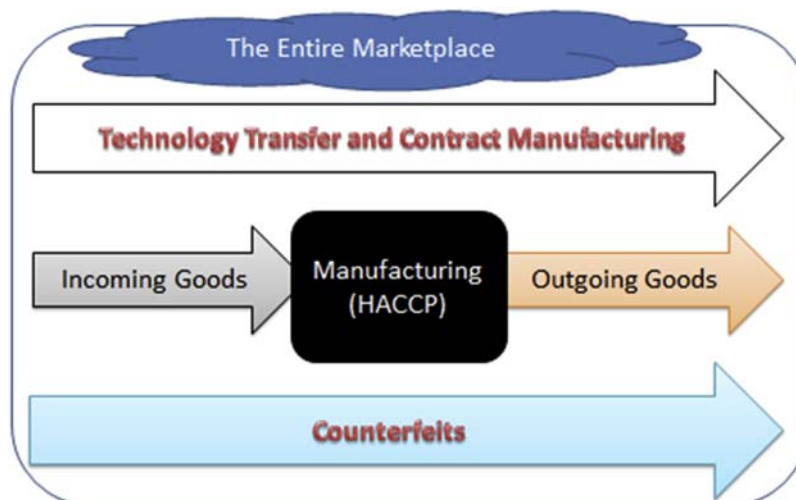 The Entire Marketplace
Technology Transfer and Contract Manufacturing
Incoming Goods
Manufacturing
(HACCP)
Outgoing Goods
Counterfeits